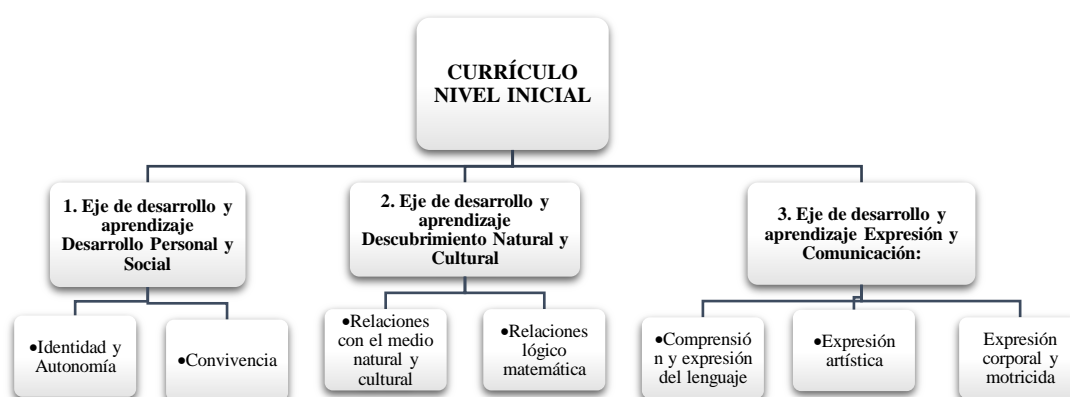 CURRÍCULO
NIVEL INICIAL
1. Eje de desarrollo y
aprendizaje
Desarrollo Personal y
Social
2. Eje de desarrollo y
aprendizaje
Descubrimiento Natural y
Cultural
3. Eje de desarrollo y
aprendizaje Expresión y
Comunicación:
•Identidad y
Autonomía
•Convivencia
•Relaciones
con el medio
natural y
cultural
•Relaciones
lógico
matemática
•Comprensió
n y expresión
del lenguaje
•Expresión
artística
Expresión
corporal y
motricida